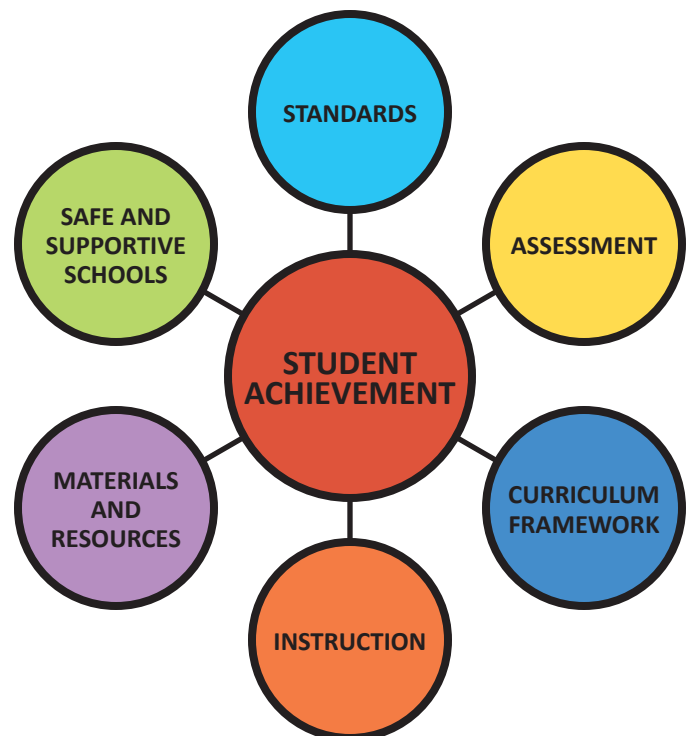 STANDARDS
SAFE AND
SUPPORTIVE
SCHOOLS
ASSESSMENT
STUDENT
ACHIEVEMENT
MATERIALS
AND
RESOURCES
CURRICULUM
FRAMEWORK
INSTRUCTION